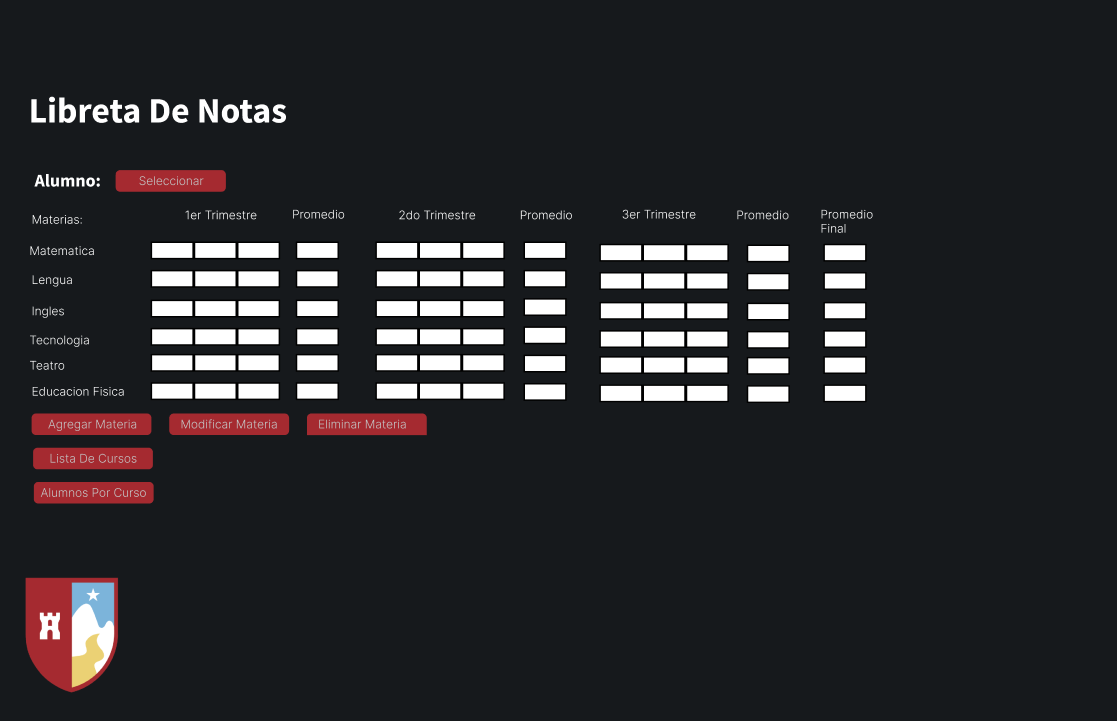 Libreta De Notas
Alumno: Seleccionar
Materias: 1er Trimestre Promedio 2do Trimestre Promedio 3er Trimestre Promedio Promedio
Final
Matematica
Lengua
Ingles
Tecnologia
Teatro
Educacion Fisica
Agregar Materia Modificar Materia Eliminar Materia
Lista De Cursos
Alumnos Por Curso